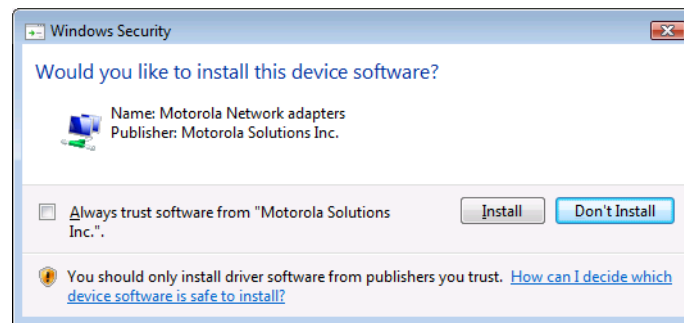 Windows Security
Would you like to install this device software?
Name: Motorola Network adapters
Publisher: Motorola Solutions Inc.
Always trust software from "Motorola Solutions
Inc.".
Install
Don't Install
You should only install driver software from publishers you trust. How can I decide which
device software is safe to install?